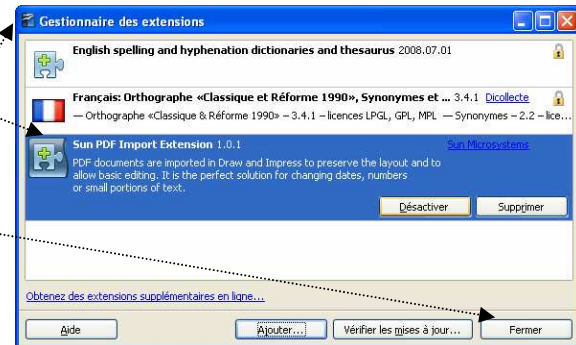 Gestionnaire des extensions
English spelling and hyphenation dictionaries and thesaurus 2008.07.01
Français: Orthographe «Classique et Réforme 1990», Synonymes et ... 3.4.1 Dicollecte
— Orthographe «Classique & Réforme 1990» – 3.4.1 – licences LPGL, GPL, MPL — Synonymes – 2.2 – lice...
Sun PDF Import Extension 1.0.1 Sun Microsystems
PDF documents are imported in Draw and Impress to preserve the layout and to
allow basic editing. It is the perfect solution for changing dates, numbers
or small portions of text.
Désactiver Supprimer
Obtenez des extensions supplémentaires en ligne...
Aide Ajouter... Vérifier les mises à jour... Fermer